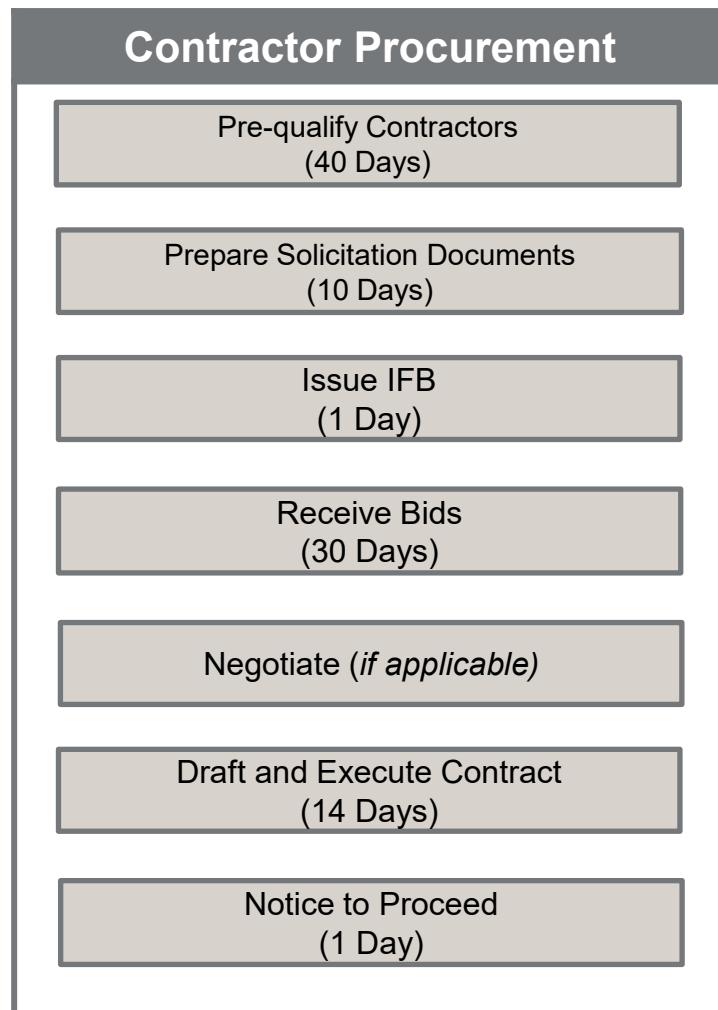 Contractor Procurement
Pre-qualify Contractors
(40 Days)
Prepare Solicitation Documents
(10 Days)
Issue IFB
(1 Day)
Receive Bids
(30 Days)
Negotiate (if applicable)
Draft and Execute Contract
(14 Days)
Notice to Proceed
(1 Day)